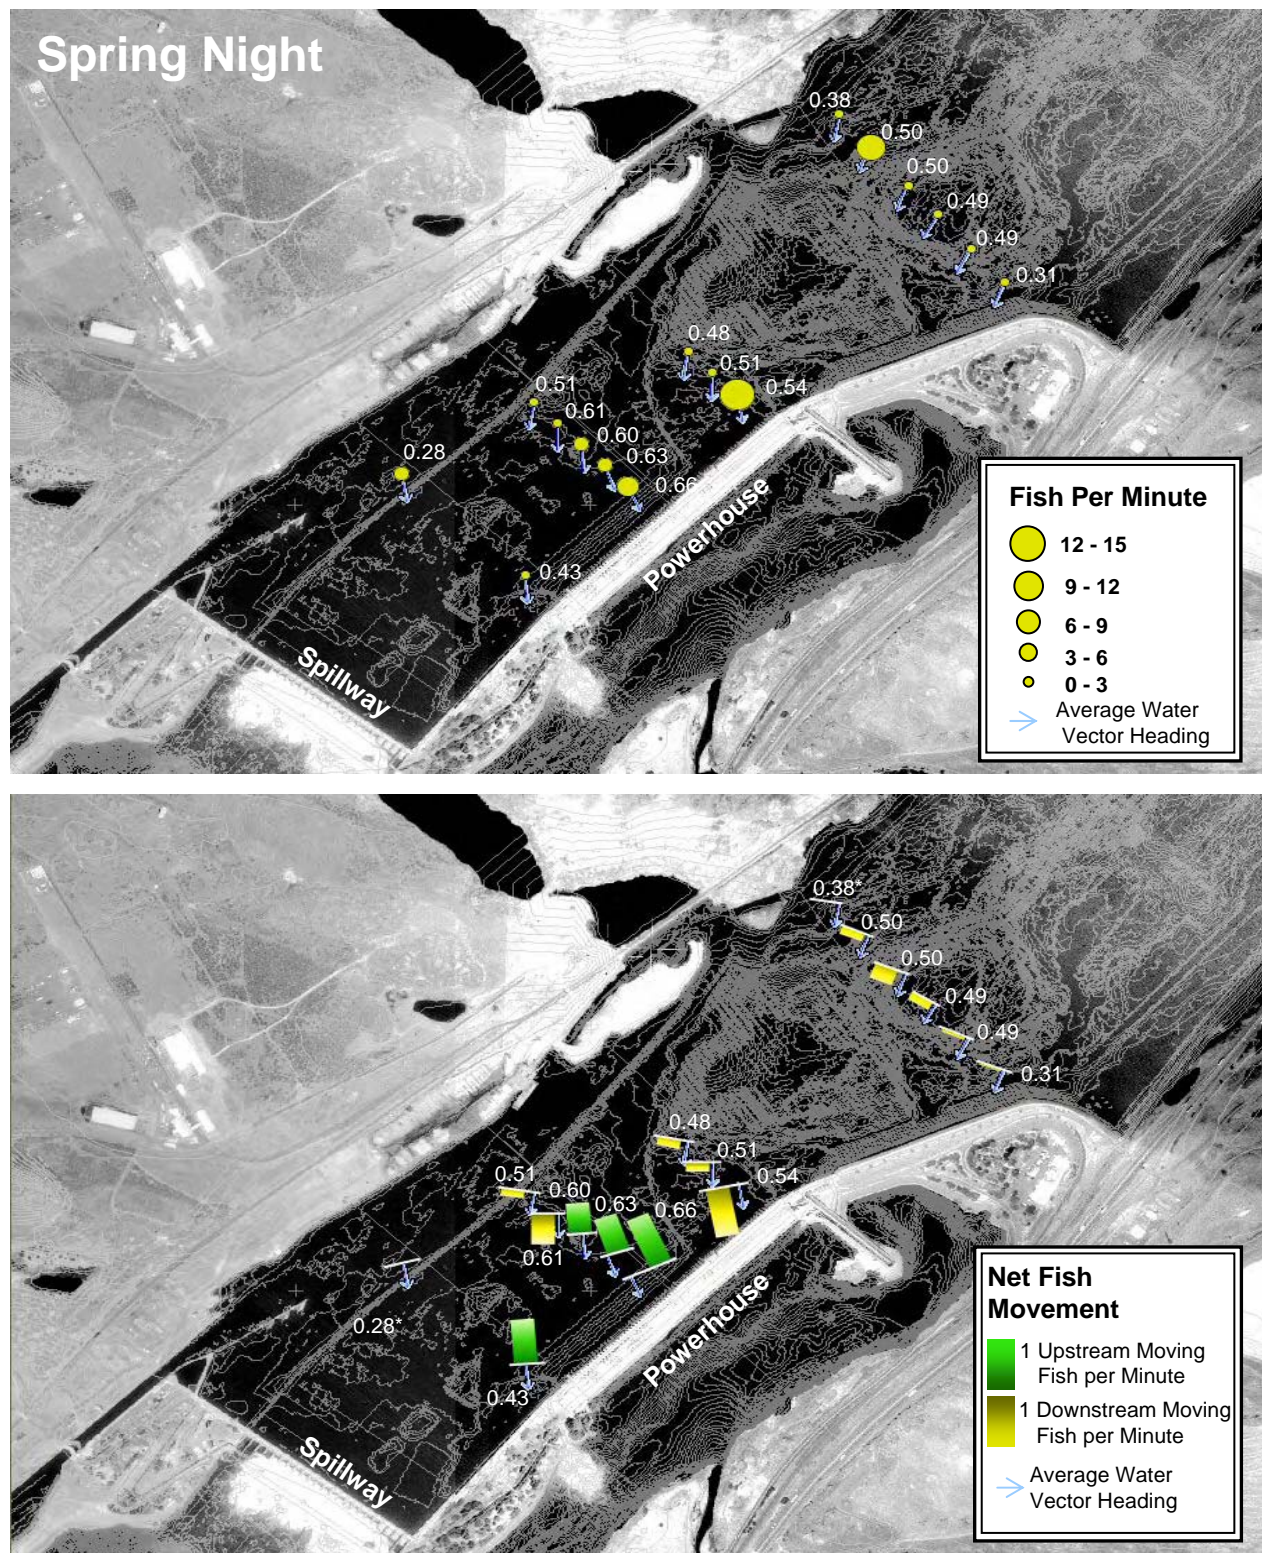 Spring Night
0.38
0.50
0.50
0.49
0.49
0.31
0.48
0.51
0.54
0.51
0.61
0.60
0.63
0.66
0.28
0.43
Powerhouse
Spillway
Fish Per Minute
12 - 15
9 - 12
6 - 9
3 - 6
0 - 3
Average Water
Vector Heading
0.38*
0.50
0.50
0.49
0.49
0.31
0.48
0.51
0.54
0.51
0.60
0.63
0.66
0.61
0.28*
0.43
Powerhouse
Spillway
Net Fish
Movement
1 Upstream Moving
Fish per Minute
1 Downstream Moving
Fish per Minute
Average Water
Vector Heading